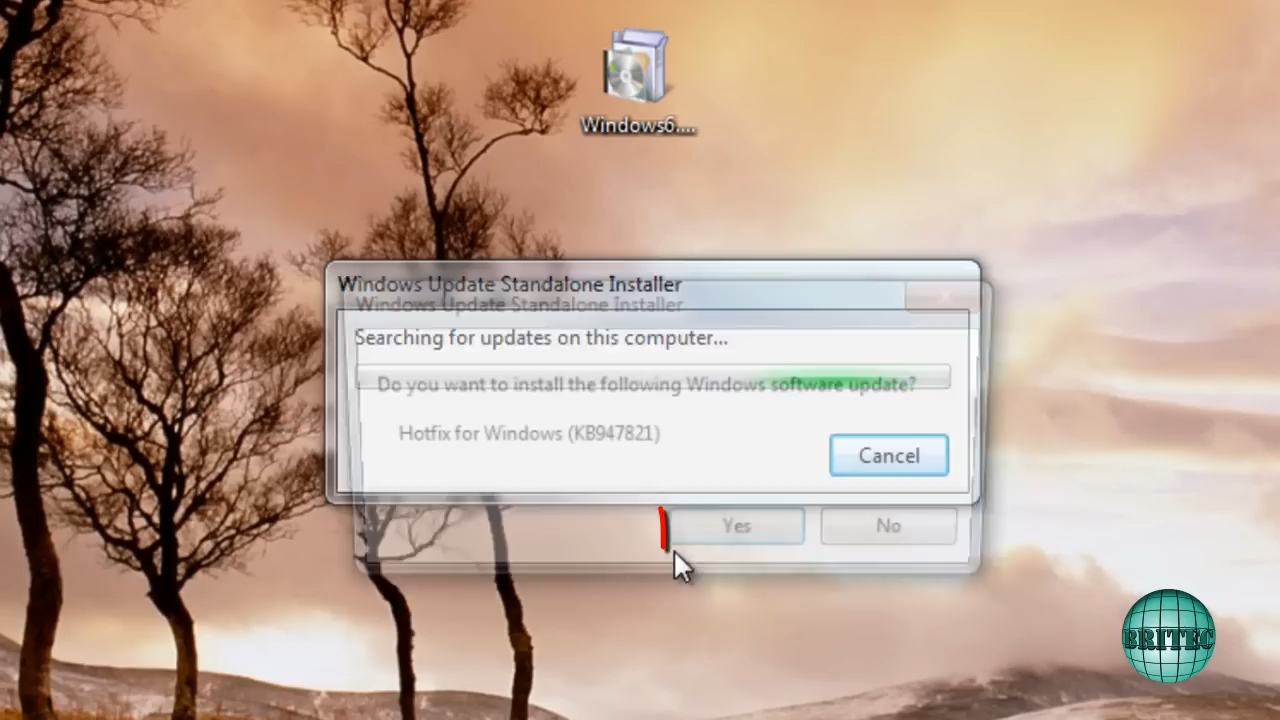 Windows6....
Windows Update Standalone Installer
Windows Update Standalone Installer
Searching for updates on this computer...
Do you want to install the following Windows software update?
Hotfix for Windows (KB947821)
Cancel
Yes
No
BRITEC